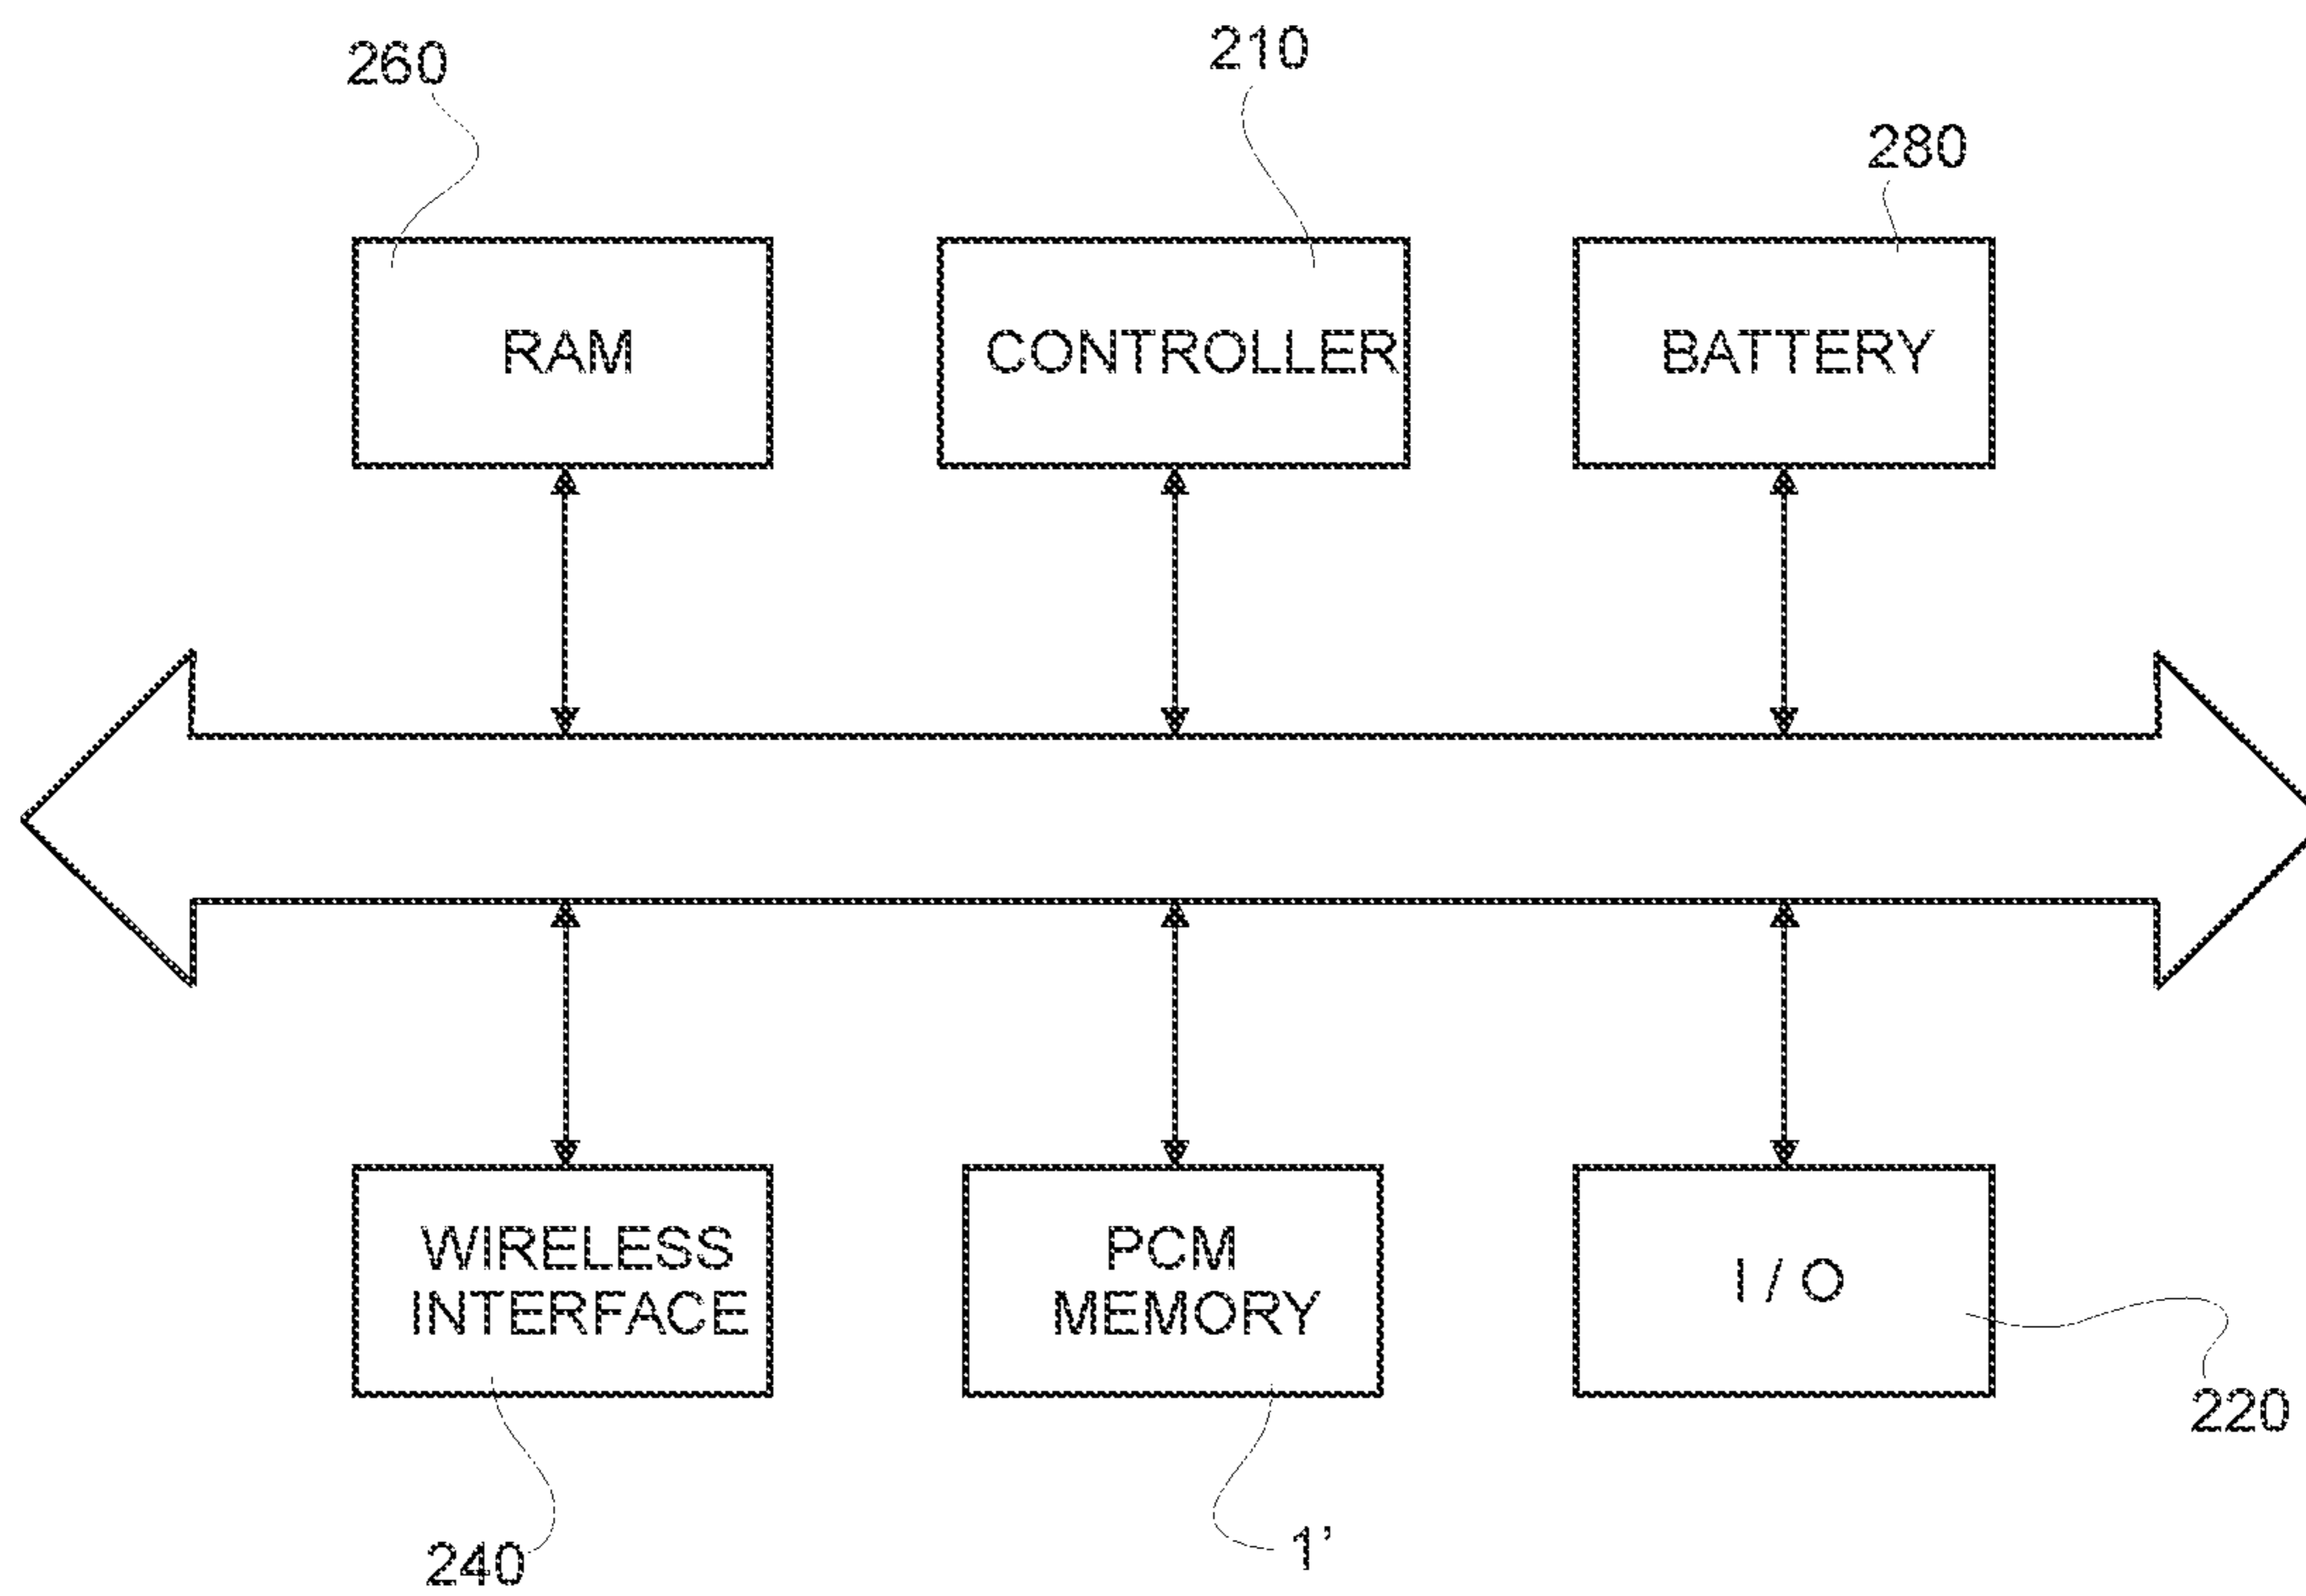 260
210
280
RAM
CONTROLLER
BATTERY
WIRELESS
INTERFACE
PCM
MEMORY
I / O
220
240
1’